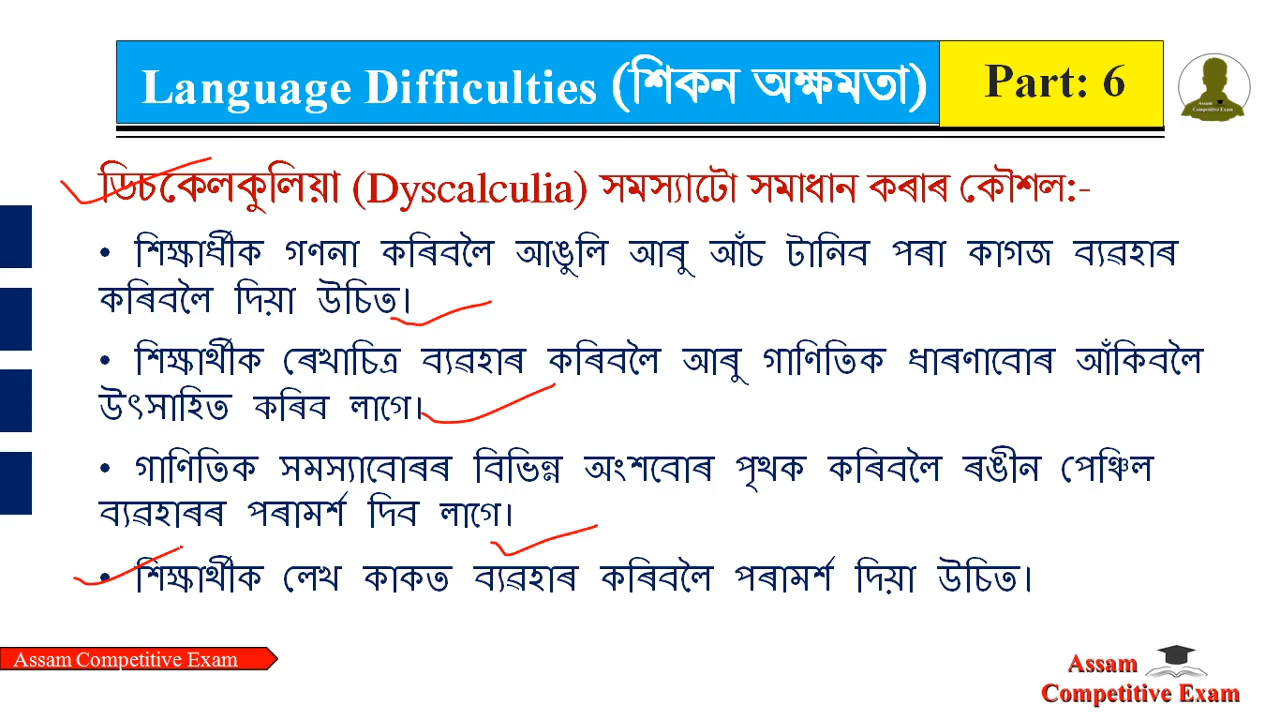 Language Difficulties (শিকন অক্ষমতা)
Part: 6
Assam
Competitive Exam
ডিচকেলকুলিয়া (Dyscalculia) সমস্যাটো সমাধান কৰাৰ কৌশল:-
• শিক্ষাৰ্থীক গণনা কৰিবলৈ আঙুলি আৰু আঁচ টানিব পৰা কাগজ ব্যৱহাৰ
কৰিবলৈ দিয়া উচিত।
• শিক্ষাৰ্থীক ৰেখাচিত্ৰ ব্যৱহাৰ কৰিবলৈ আৰু গাণিতিক ধাৰণাবোৰ আঁকিবলৈ
উৎসাহিত কৰিব লাগে।
• গাণিতিক সমস্যাবোৰৰ বিভিন্ন অংশবোৰ পৃথক কৰিবলৈ ৰঙীন পেঞ্চিল
ব্যৱহাৰৰ পৰামৰ্শ দিব লাগে।
• শিক্ষাৰ্থীক লেখ কাকত ব্যৱহাৰ কৰিবলৈ পৰামৰ্শ দিয়া উচিত।
Assam Competitive Exam
Assam
Competitive Exam